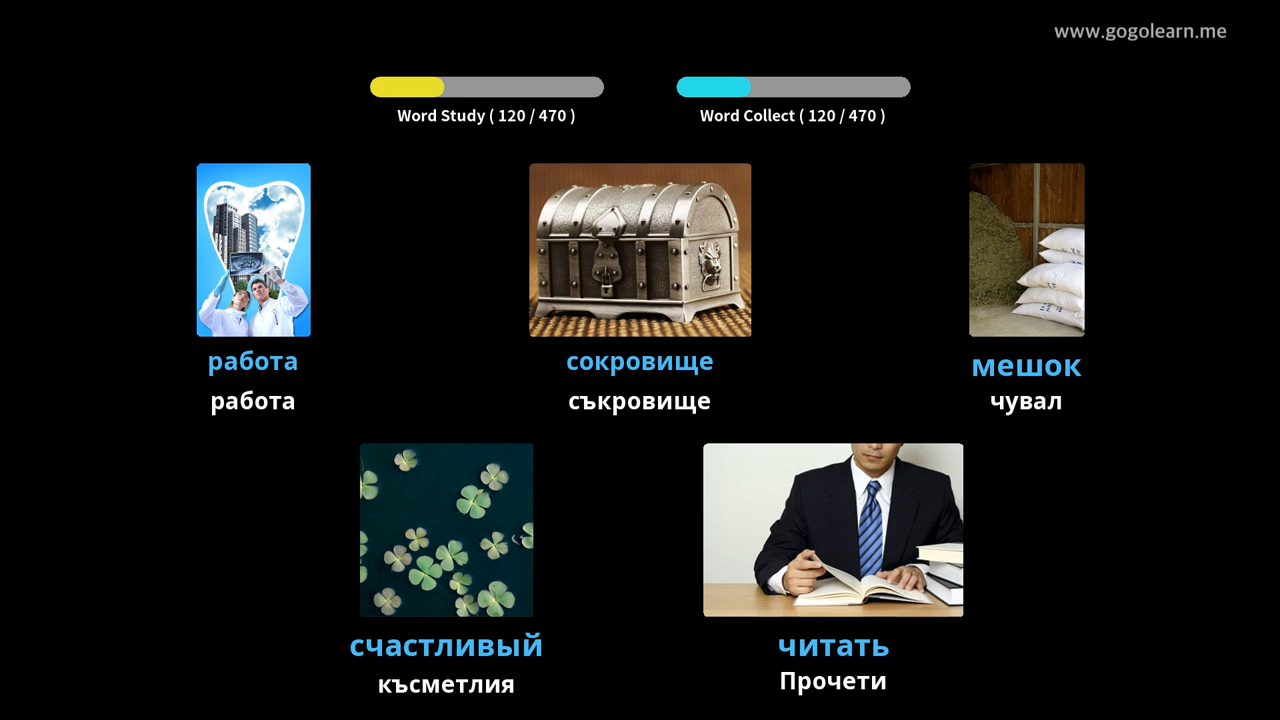 www.gogolearn.me
Word Study ( 120 / 470 )
Word Collect ( 120 / 470 )
работа
сокровище
мешок
работа
съкровище
чувал
счастливый
читать
късметлия
Прочети